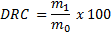 DRC = m₁/m₀ x 100